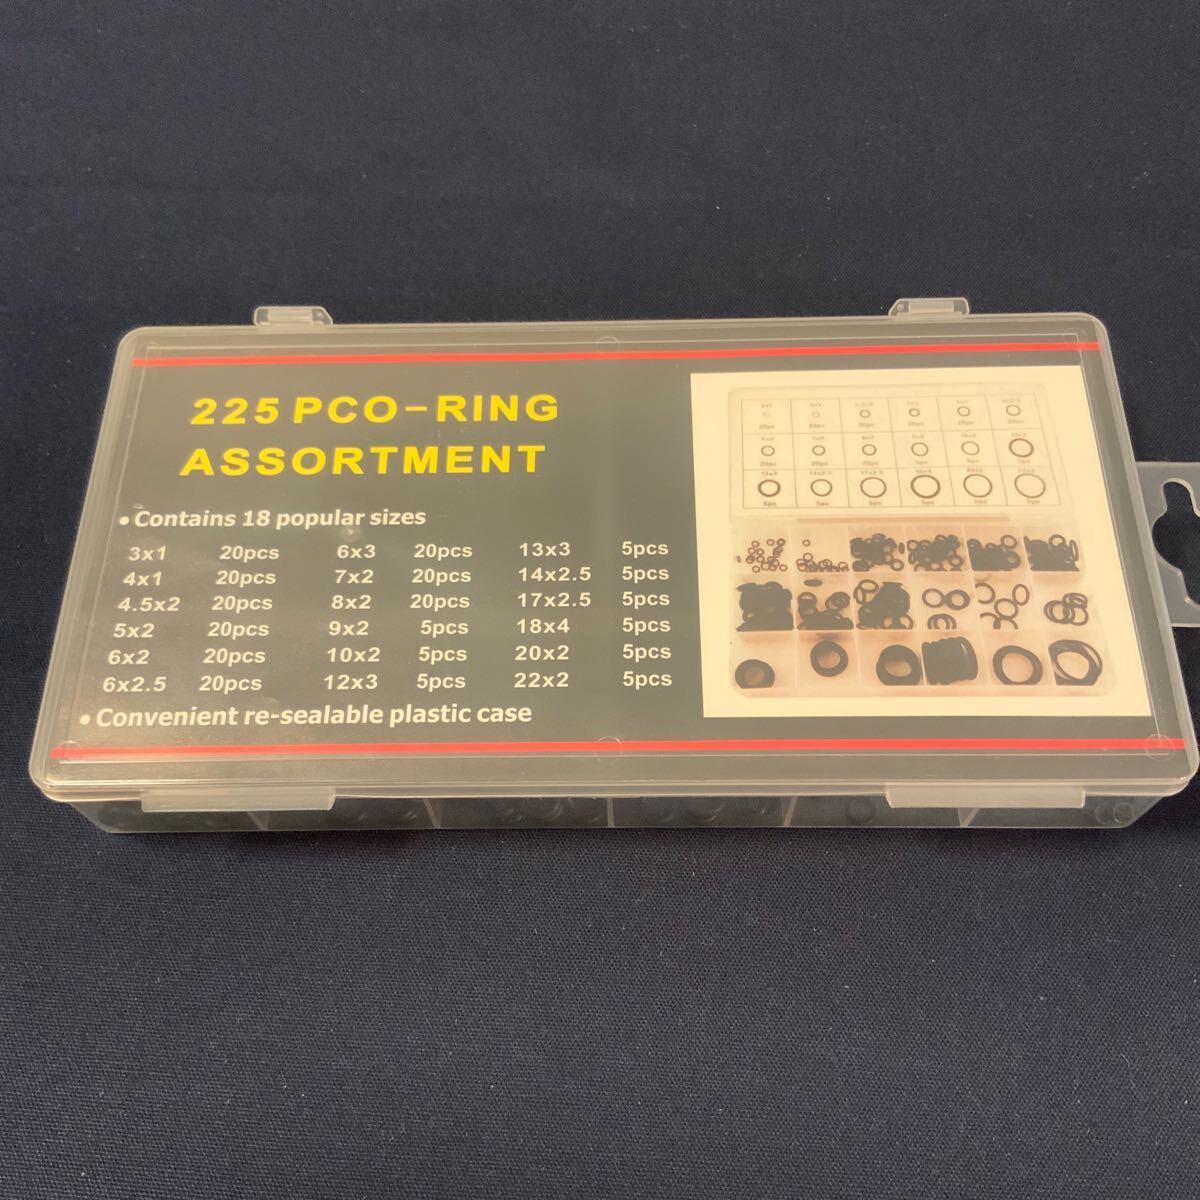 225 PCO-RING
ASSORTMENT
• Contains 18 popular sizes
3x1 20pcs 6x3 20pcs 13x3 5pcs
4x1 20pcs 7x2 20pcs 14x2.5 5pcs
4.5x2 20pcs 8x2 20pcs 17x2.5 5pcs
5x2 20pcs 9x2 5pcs 18x4 5pcs
6x2 20pcs 10x2 5pcs 20x2 5pcs
6x2.5 20pcs 12x3 5pcs 22x2 5pcs
• Convenient re-sealable plastic case